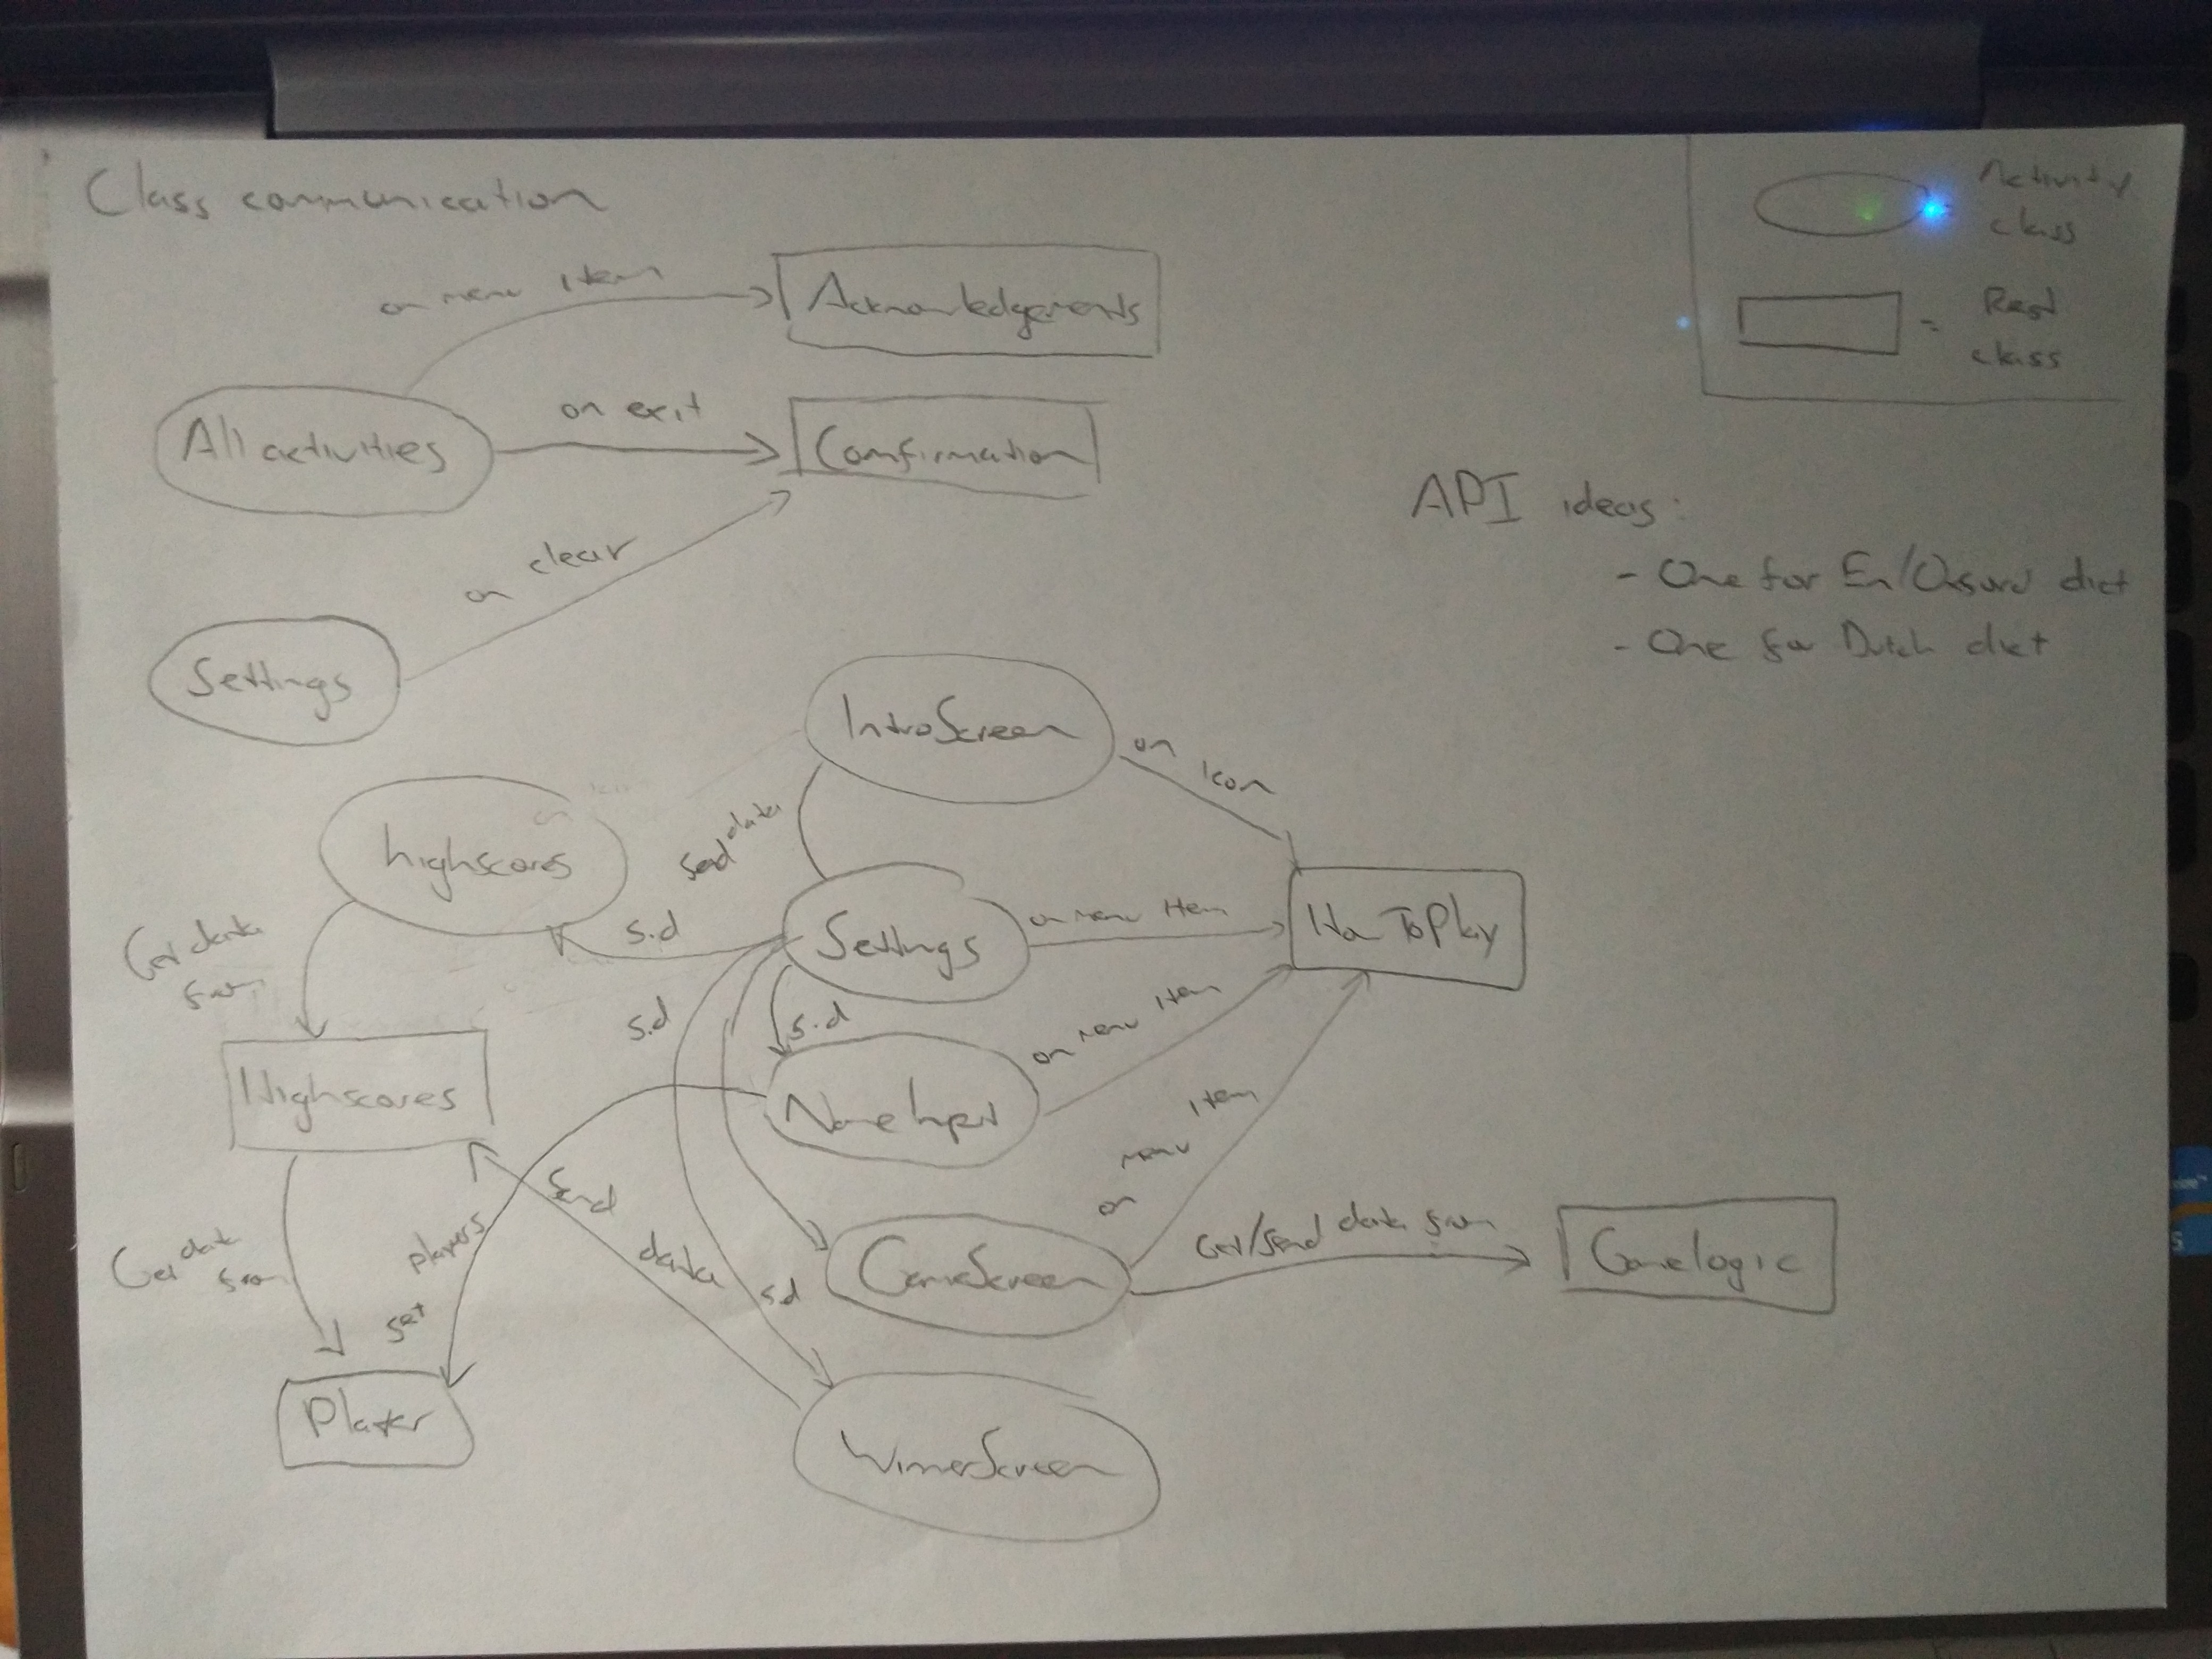 Class communication
Activity
class
= Rest
class
on menu item
Acknowledgements
All activities
on exit
Comfirmation
on clear
Settings
API ideas:
- One for En/Oxford dict
- One for Dutch dict
IntroScreen
on icon
send data
highscores
s.d
Settings
on menu item
HowToPlay
Get data
from
s.d
s.d
on menu item
Highscores
NameInput
on menu item
Send data
Get data
from
set players
s.d
GameScreen
Get/Send data from
Gamelogic
Player
WinnerScreen